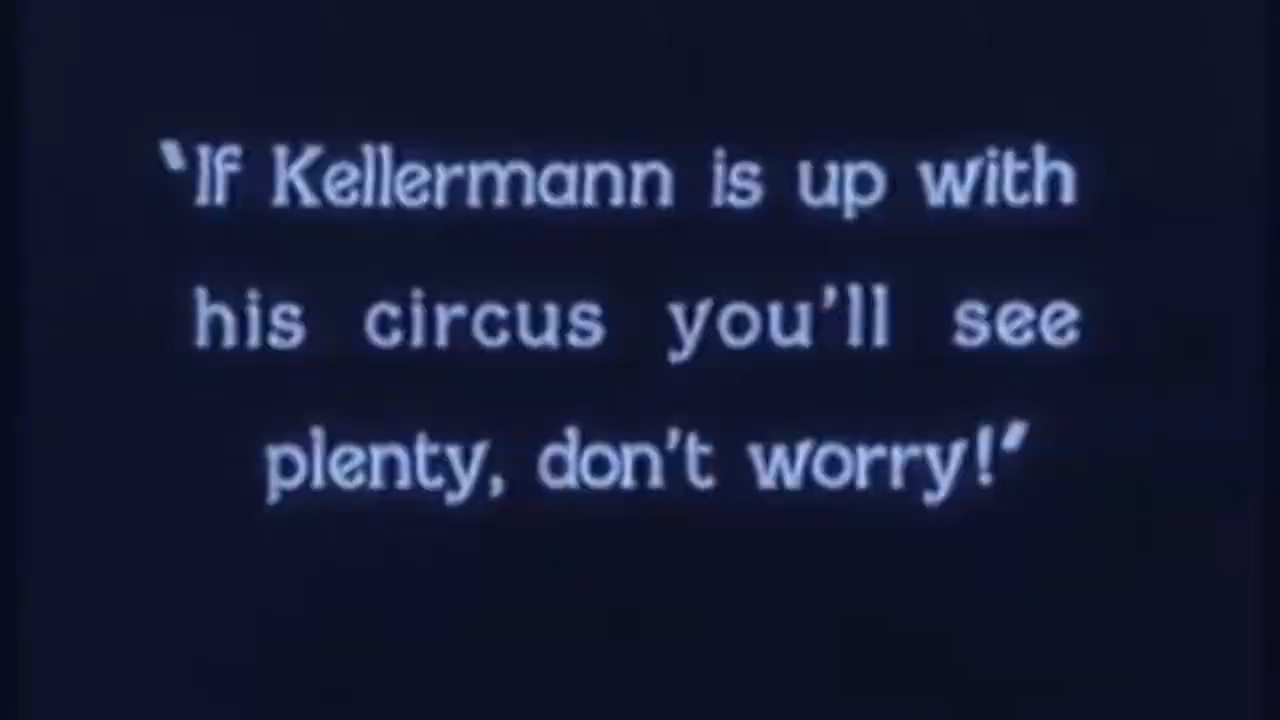 "If Kellermann is up with
his circus you'll see
plenty, don't worry!"